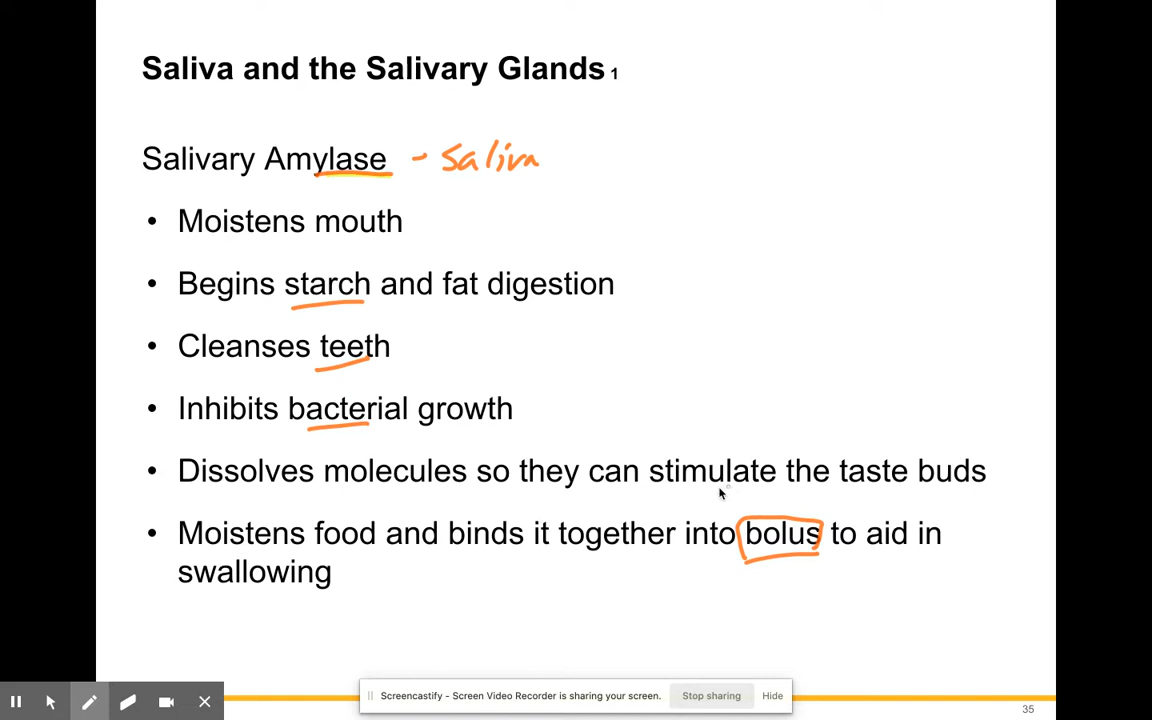 Saliva and the Salivary Glands 1
Salivary Amylase - Saliva
• Moistens mouth
• Begins starch and fat digestion
• Cleanses teeth
• Inhibits bacterial growth
• Dissolves molecules so they can stimulate the taste buds
• Moistens food and binds it together into bolus to aid in
swallowing
Screencastify - Screen Video Recorder is sharing your screen. Stop sharing Hide
35